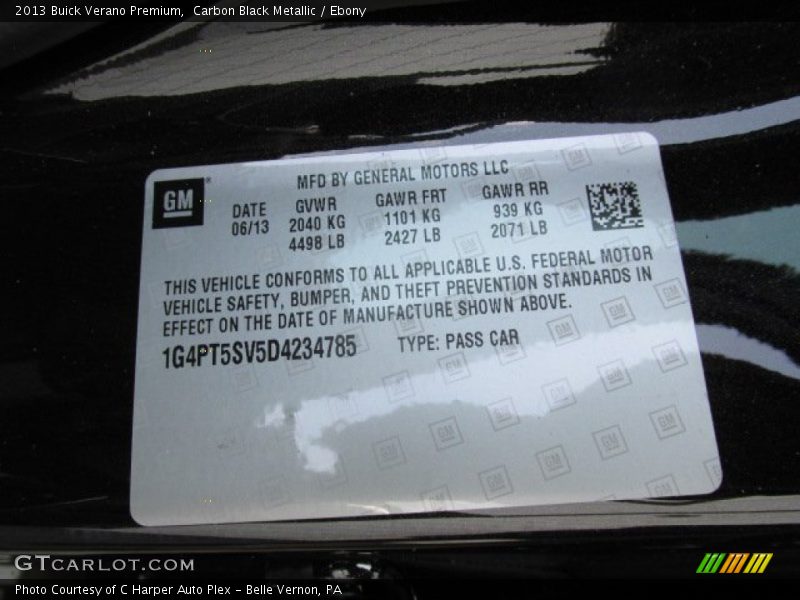 2013 Buick Verano Premium,  Carbon Black Metallic / Ebony
GM
MFD BY GENERAL MOTORS LLC
DATE GVWR GAWR FRT GAWR RR
06/13 2040 KG 1101 KG 939 KG
4498 LB 2427 LB 2071 LB
THIS VEHICLE CONFORMS TO ALL APPLICABLE U.S. FEDERAL MOTOR
VEHICLE SAFETY, BUMPER, AND THEFT PREVENTION STANDARDS IN
EFFECT ON THE DATE OF MANUFACTURE SHOWN ABOVE.
1G4PT5SV5D4234785 TYPE: PASS CAR
GTCARLOT.COM
Photo Courtesy of C Harper Auto Plex - Belle Vernon, PA